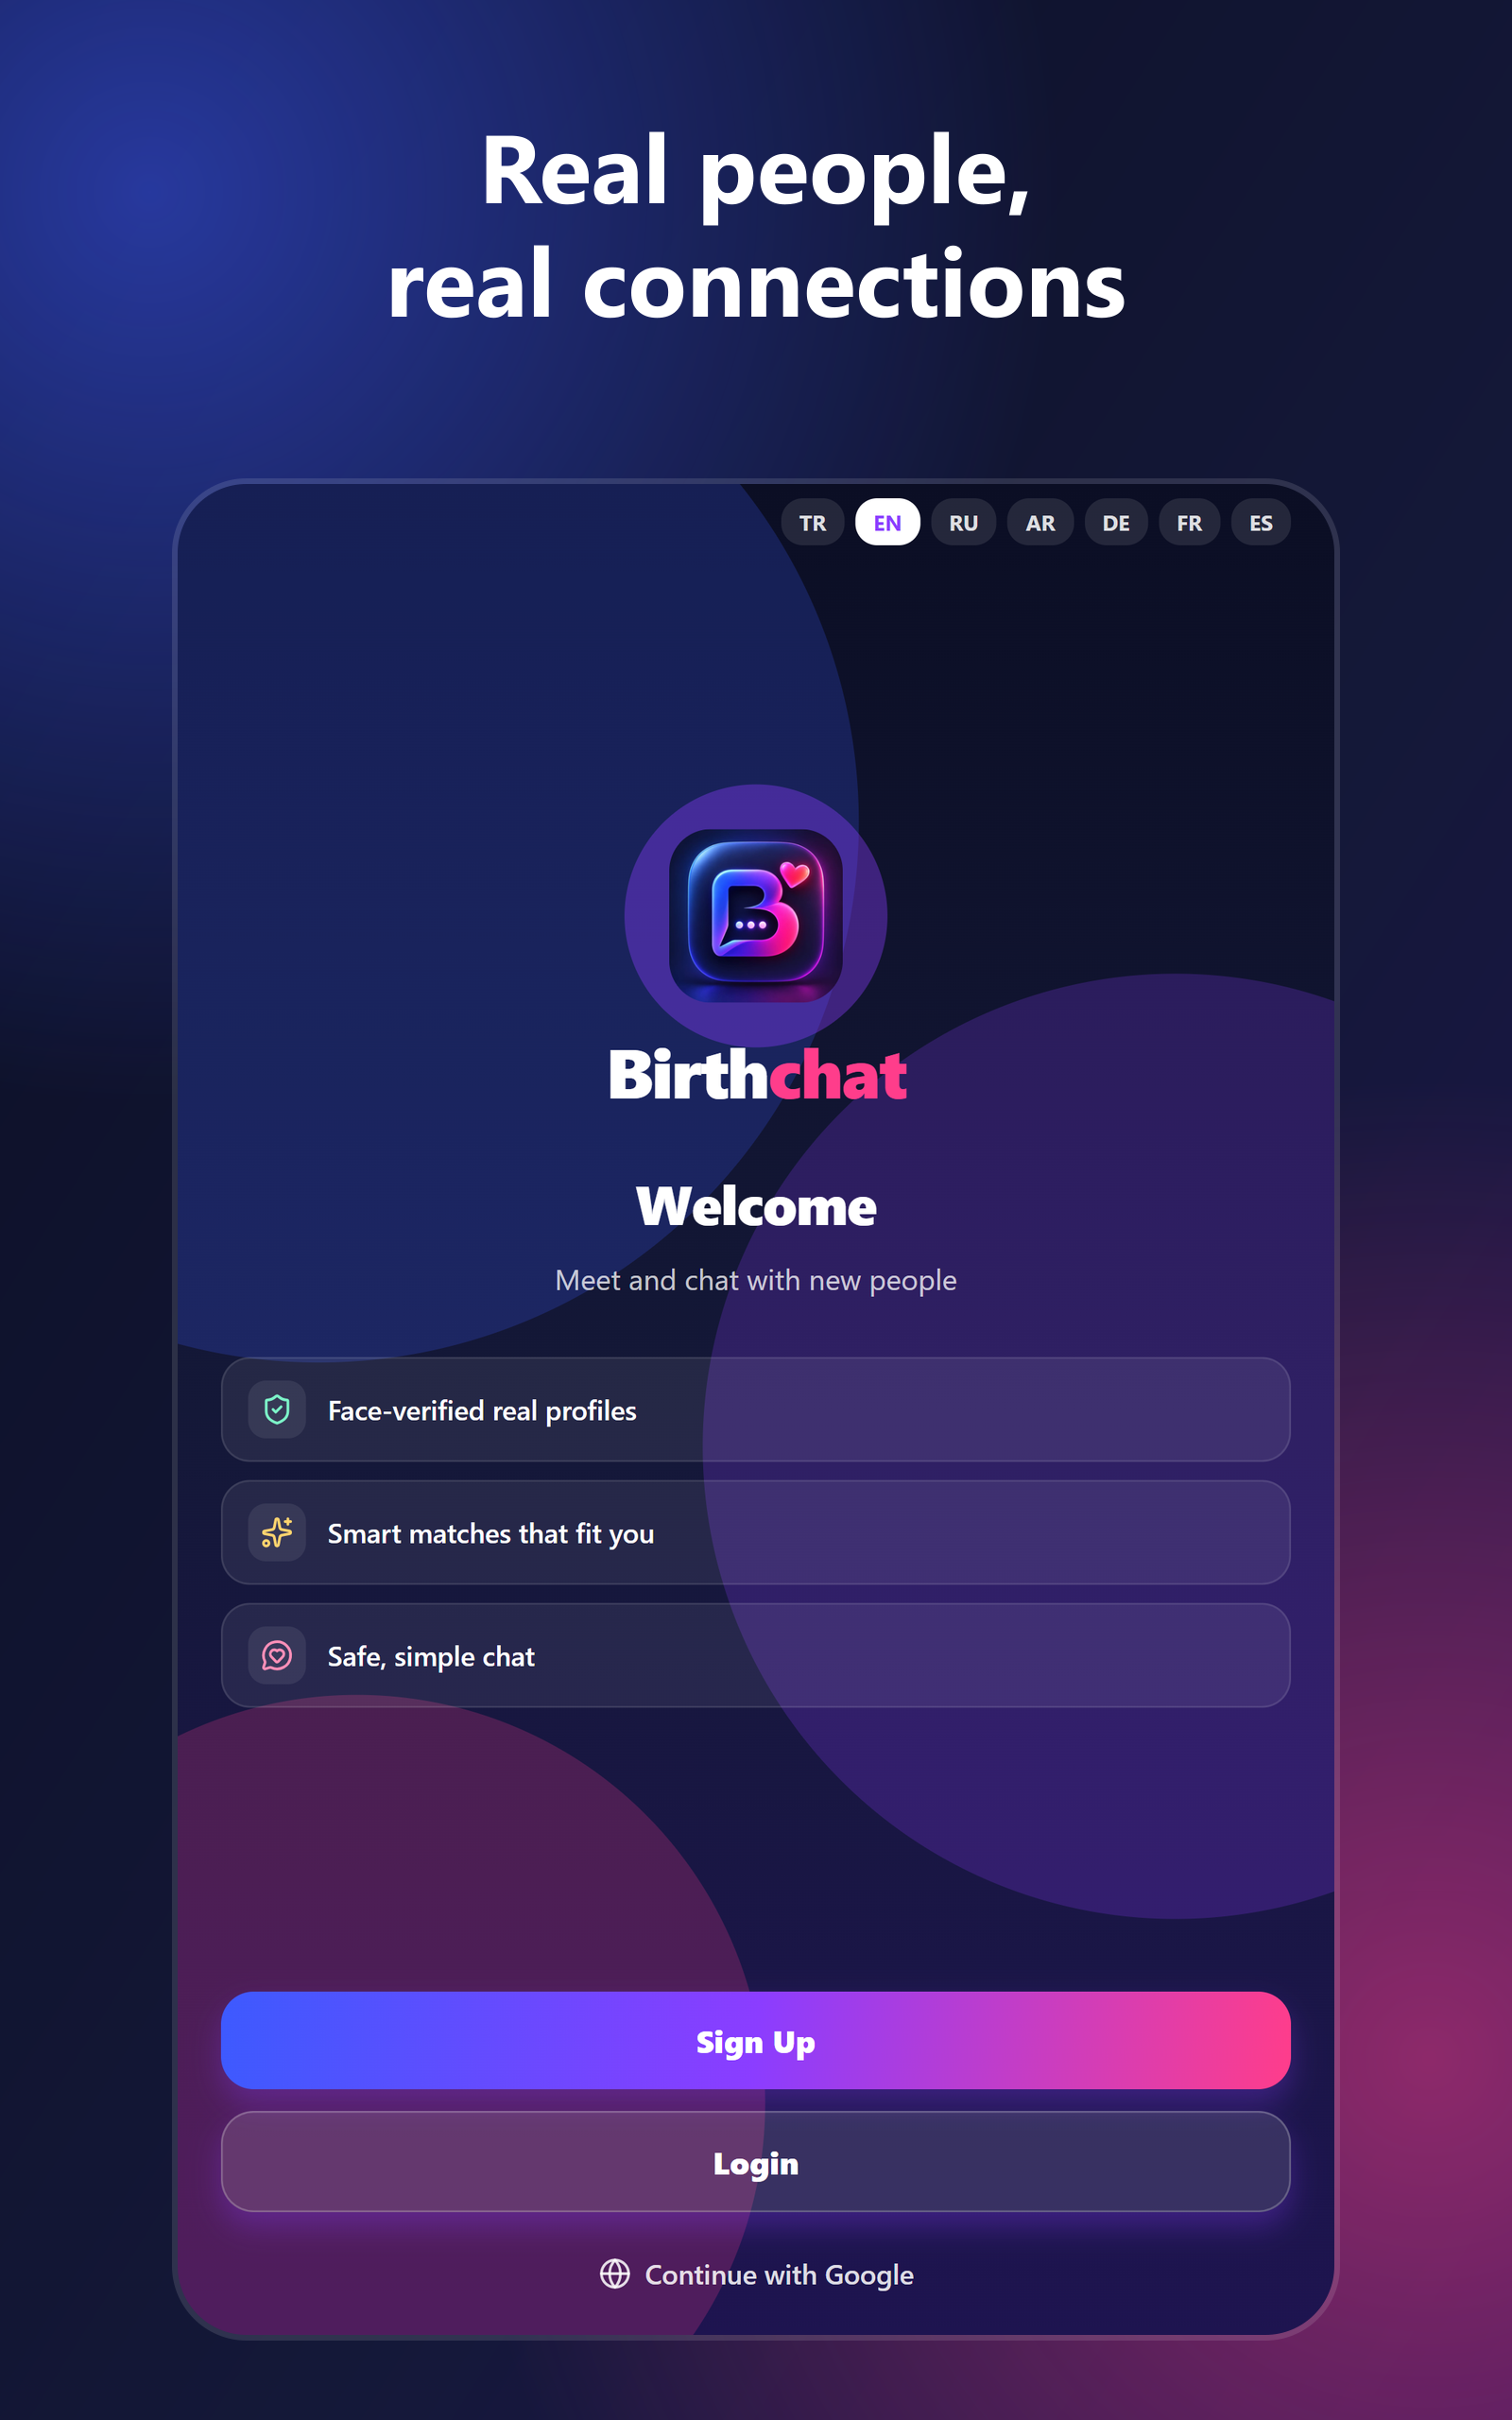 Real people,
real connections
TR EN RU AR DE FR ES
Birthchat
Welcome
Meet and chat with new people
Face-verified real profiles
Smart matches that fit you
Safe, simple chat
Sign Up
Login
Continue with Google